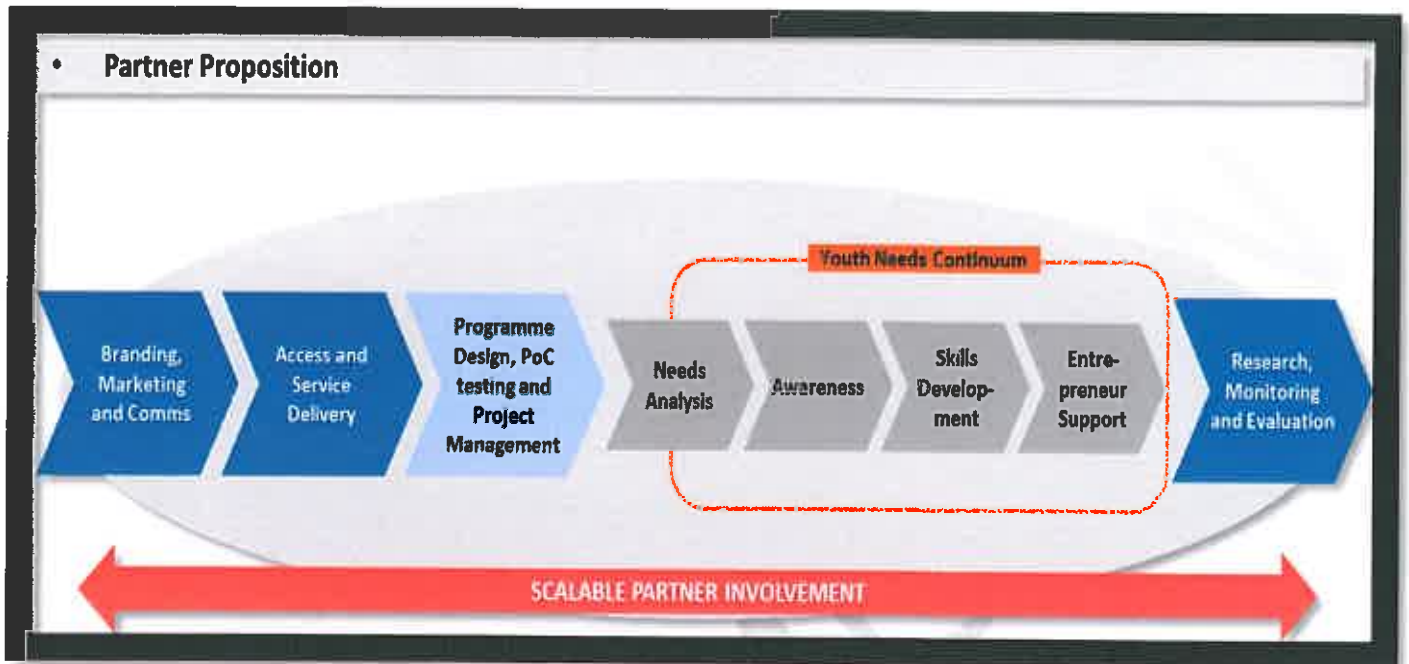 • Partner Proposition
Youth Needs Continuum
Branding,
Marketing
and Comms
Access and
Service
Delivery
Programme
Design, PoC
testing and
Project
Management
Needs
Analysis
Awareness
Skills
Develop-
ment
Entre-
preneur
Support
Research,
Monitoring
and Evaluation
SCALABLE PARTNER INVOLVEMENT